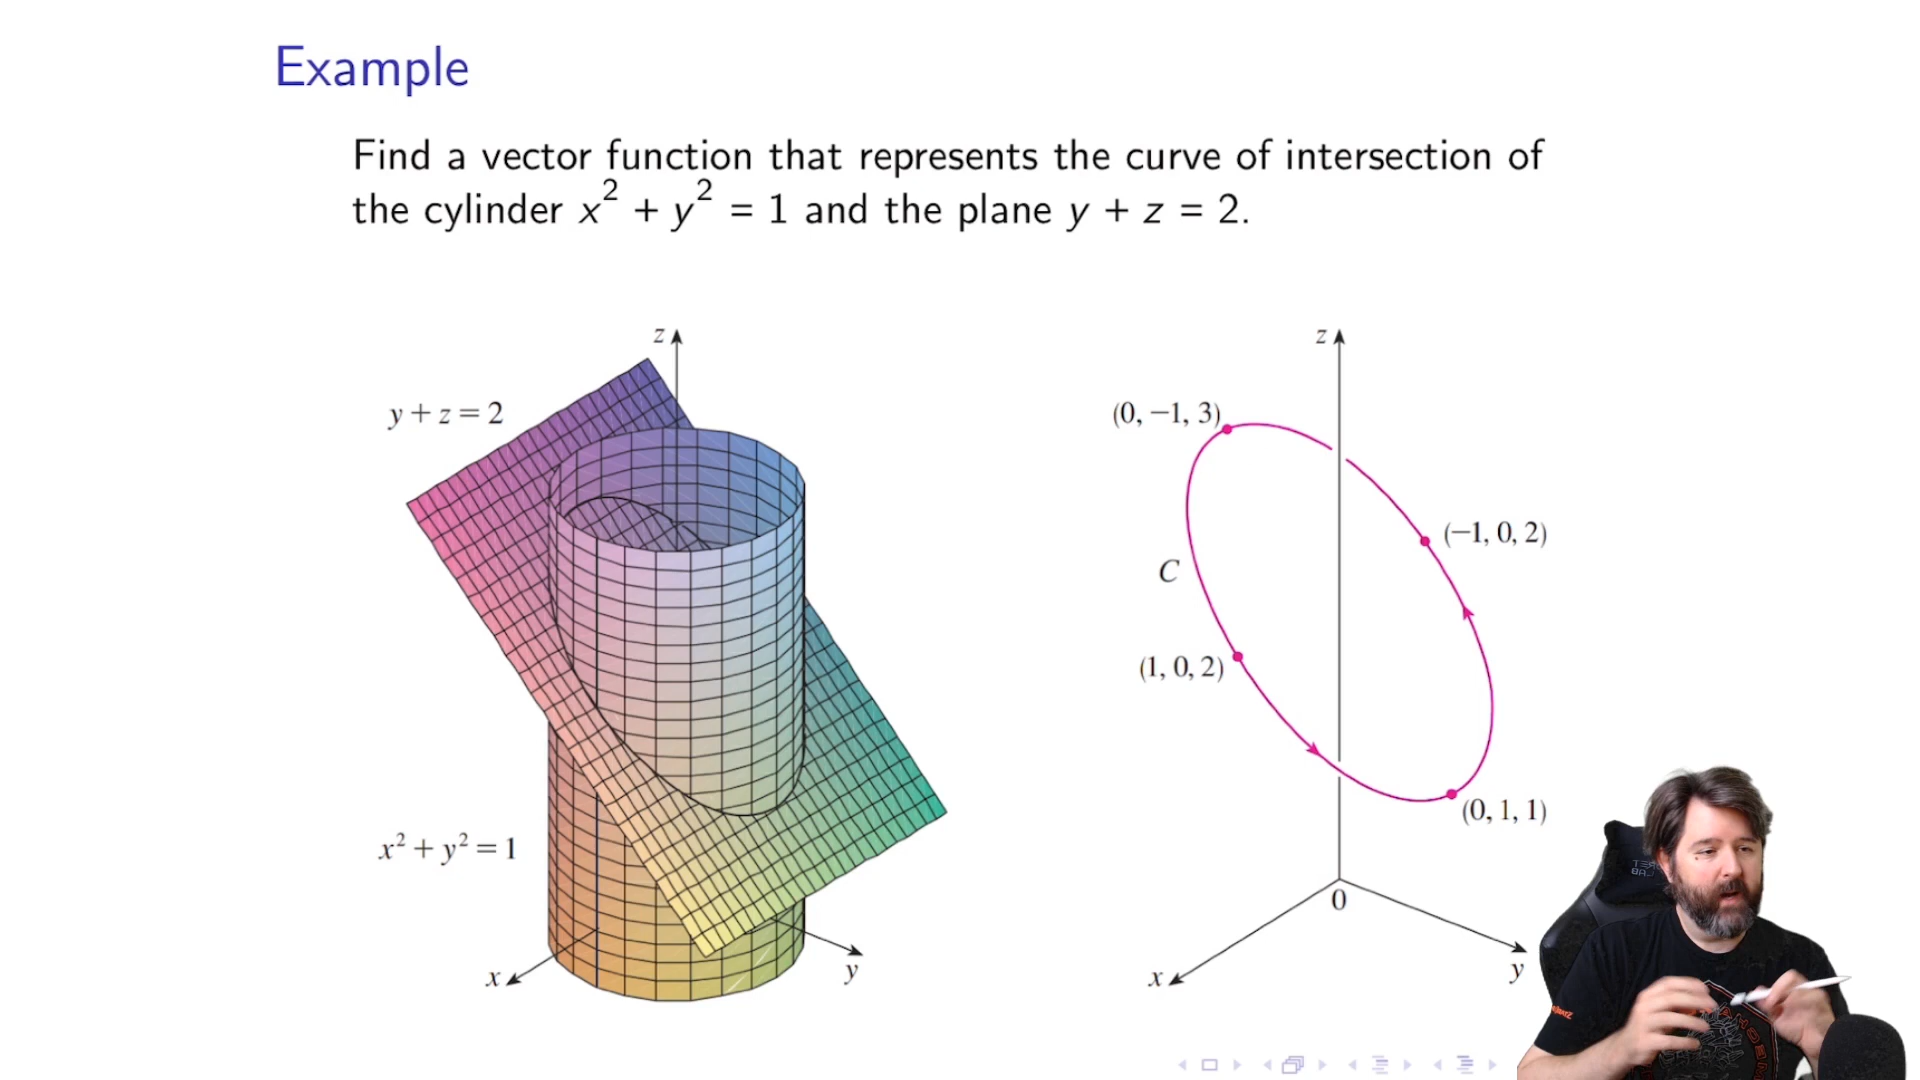 Example
Find a vector function that represents the curve of intersection of
the cylinder x² + y² = 1 and the plane y + z = 2.
z
y + z = 2
x² + y² = 1
x
y
z
(0, −1, 3)
(−1, 0, 2)
C
(1, 0, 2)
(0, 1, 1)
0
x
y